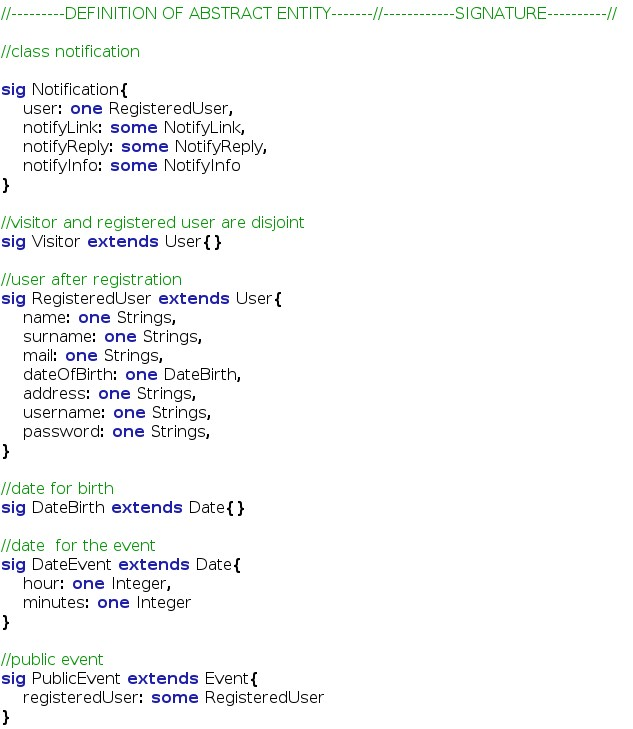 //---------DEFINITION OF ABSTRACT ENTITY-------//------------SIGNATURE----------//
//class notification
sig Notification{
user: one RegisteredUser,
notifyLink: some NotifyLink,
notifyReply: some NotifyReply,
notifyInfo: some NotifyInfo
}
//visitor and registered user are disjoint
sig Visitor extends User{}
//user after registration
sig RegisteredUser extends User{
name: one Strings,
surname: one Strings,
mail: one Strings,
dateOfBirth: one DateBirth,
address: one Strings,
username: one Strings,
password: one Strings,
}
//date for birth
sig DateBirth extends Date{}
//date  for the event
sig DateEvent extends Date{
hour: one Integer,
minutes: one Integer
}
//public event
sig PublicEvent extends Event{
registeredUser: some RegisteredUser
}